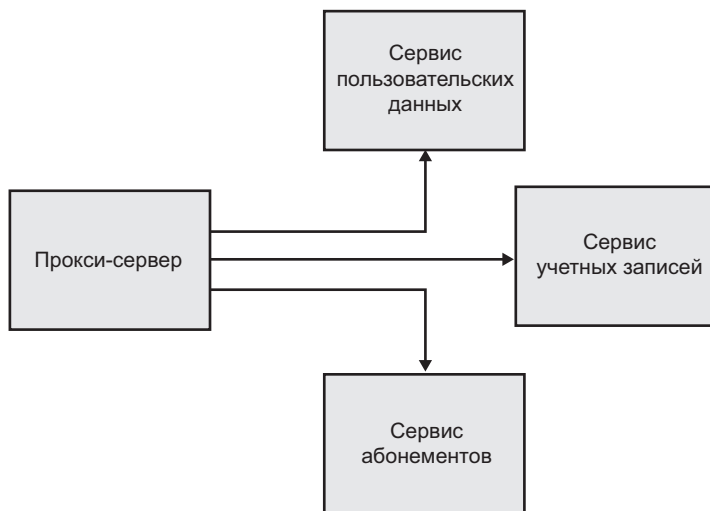 Сервис
пользовательских
данных
Прокси-сервер
Сервис
учетных записей
Сервис
абонементов